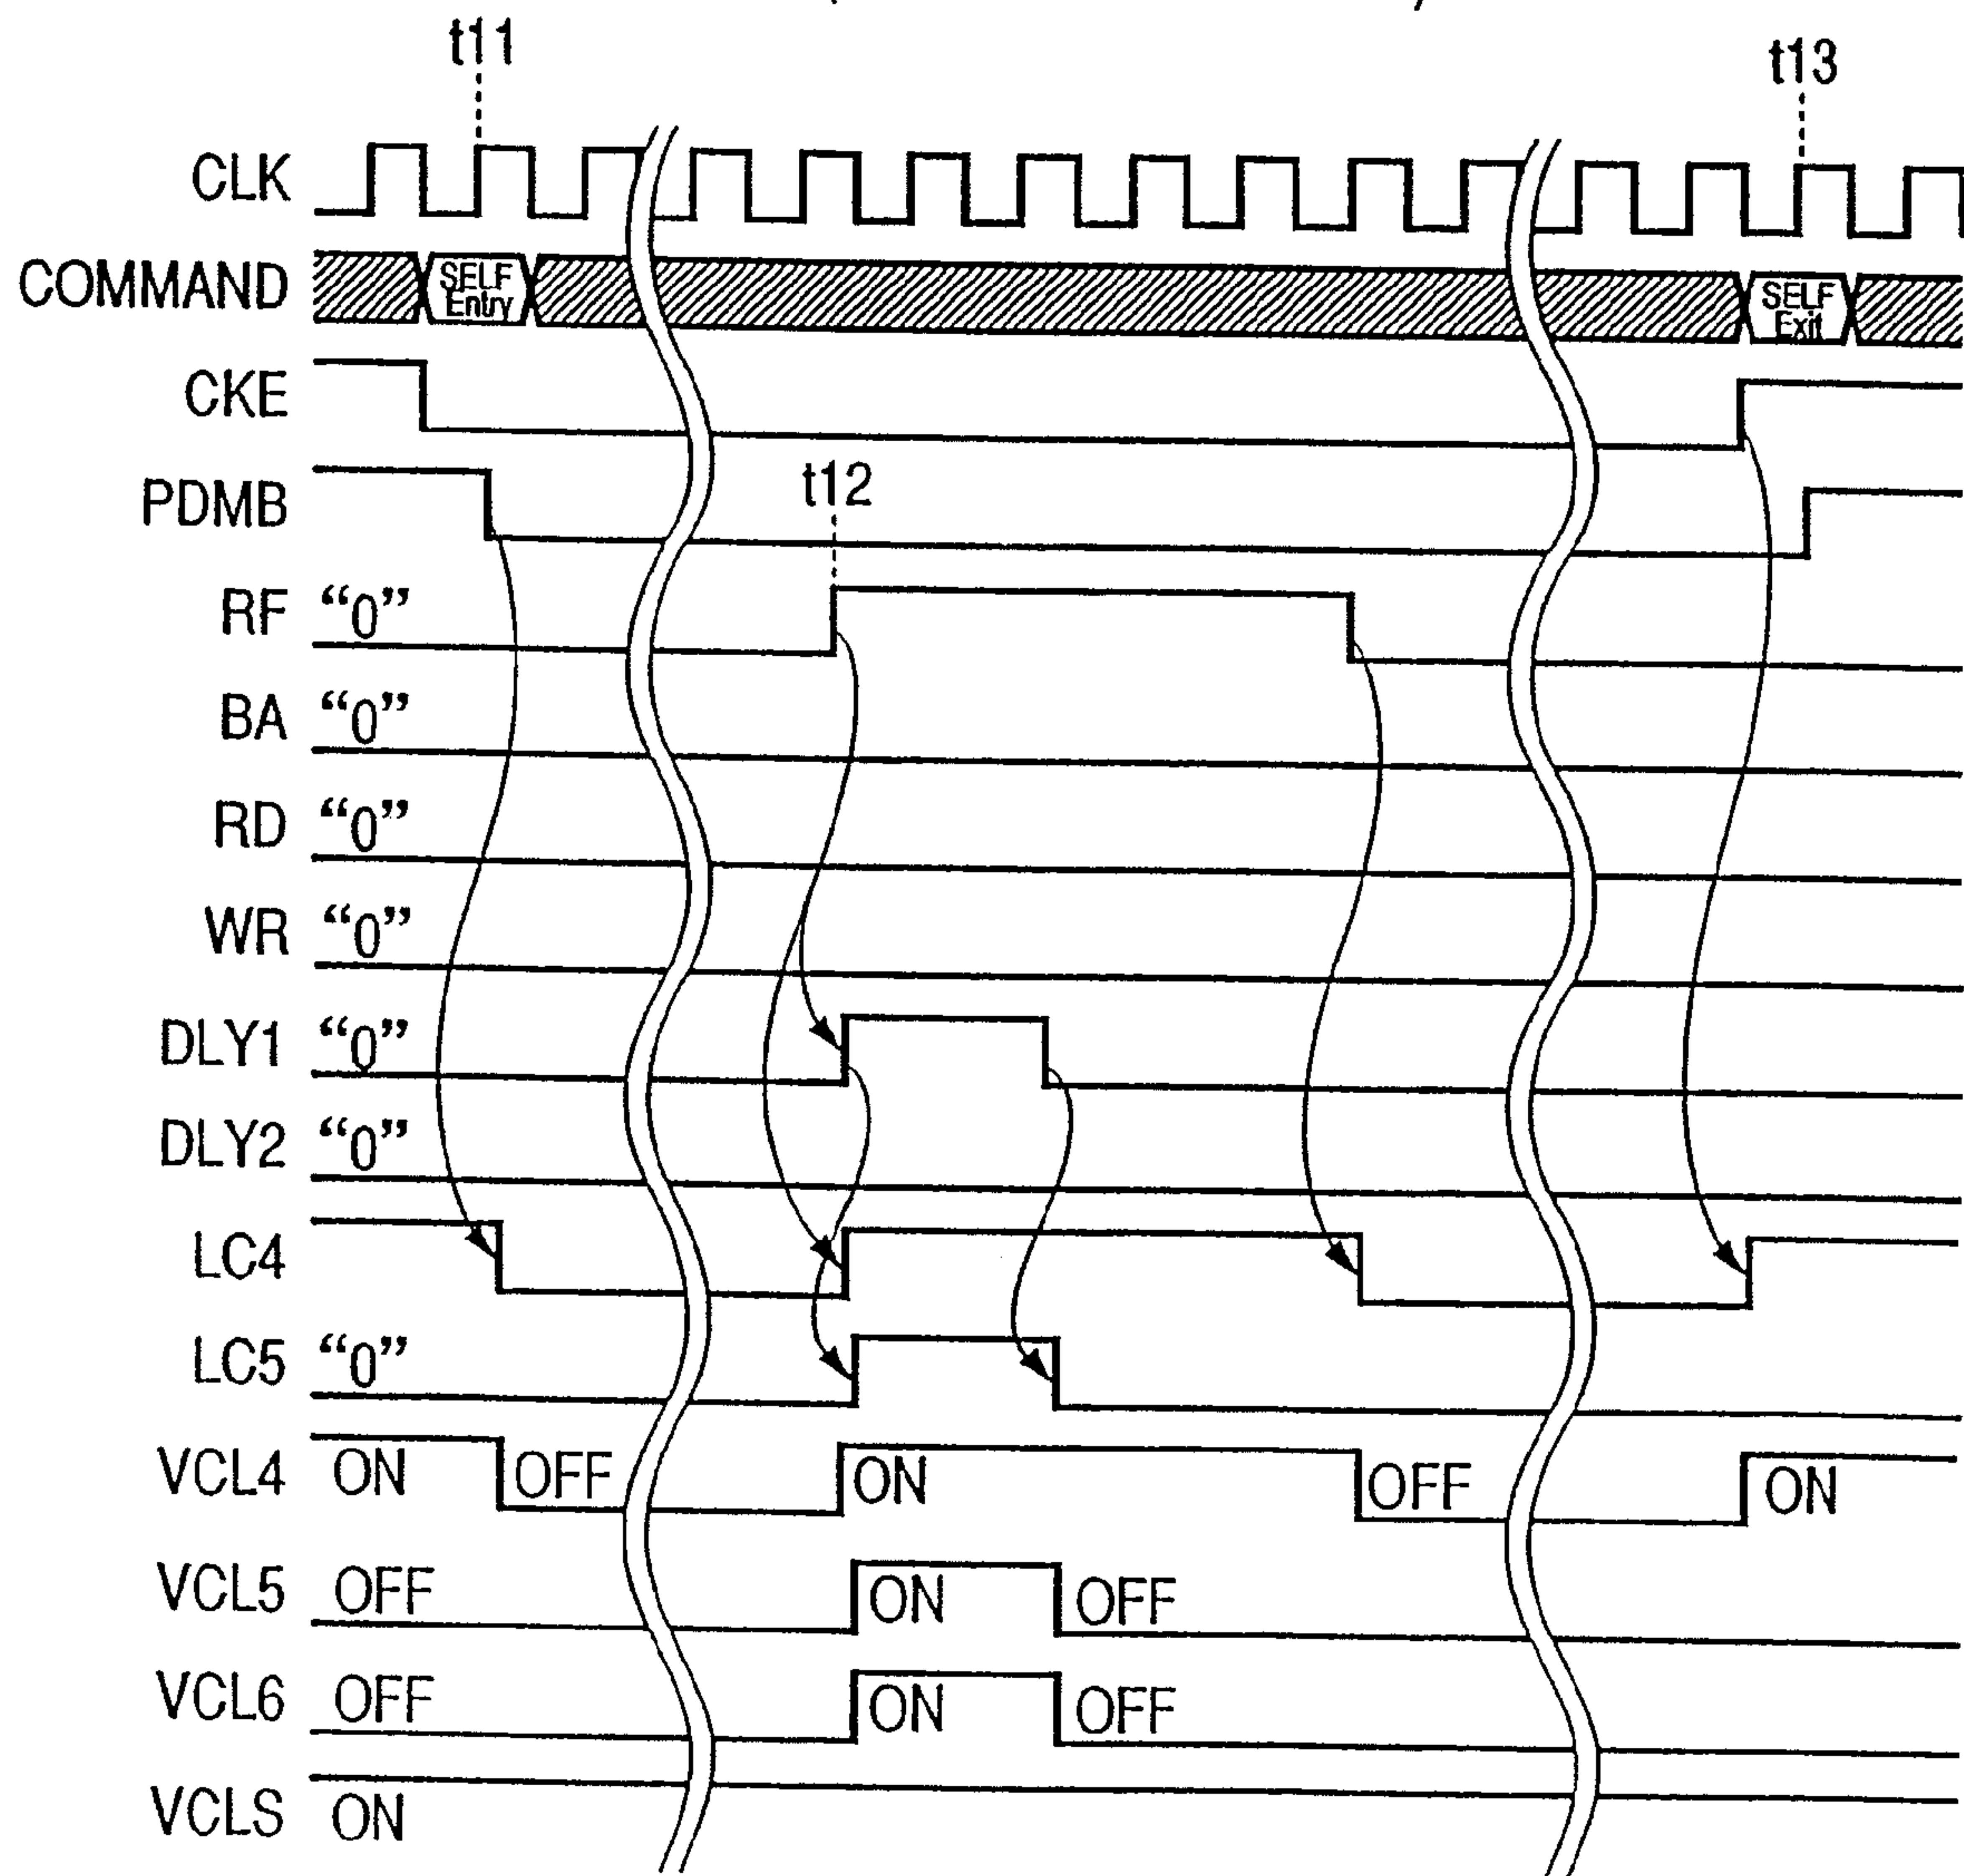 t11
t13
CLK
COMMAND
SELF
Entry
SELF
Exit
CKE
PDMB
t12
RF "0"
BA "0"
RD "0"
WR "0"
DLY1 "0"
DLY2 "0"
LC4
LC5 "0"
VCL4 ON OFF ON OFF ON
VCL5 OFF ON OFF
VCL6 OFF ON OFF
VCLS ON